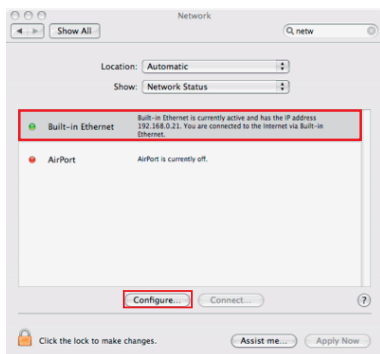 Network
Show All
netw
Location: Automatic
Show: Network Status
Built-in Ethernet
Built-in Ethernet is currently active and has the IP address
192.168.0.21. You are connected to the Internet via Built-in
Ethernet.
AirPort
AirPort is currently off.
Configure...
Connect...
?
Click the lock to make changes.
Assist me...
Apply Now